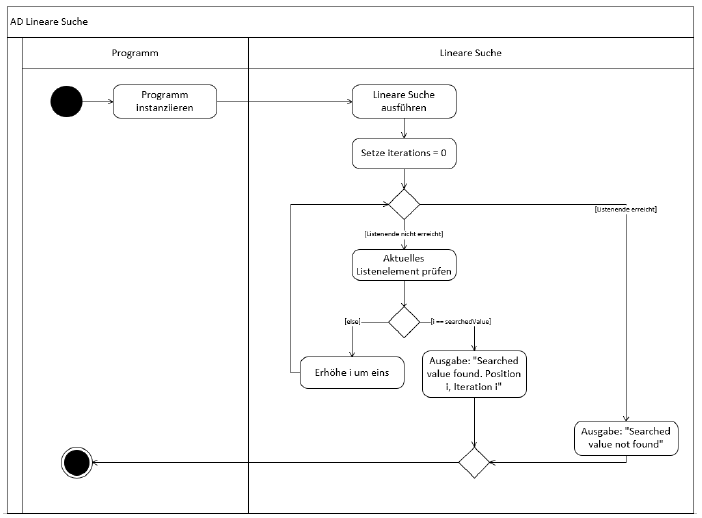 AD Lineare Suche
Programm
Lineare Suche
Programm
instanziieren
Lineare Suche
ausführen
Setze iterations = 0
[Listenende erreicht]
[Listenende nicht erreicht]
Aktuelles
Listenelement prüfen
[else]
[i == searchedValue]
Erhöhe i um eins
Ausgabe: "Searched
value found. Position
i, Iteration i"
Ausgabe: "Searched
value not found"